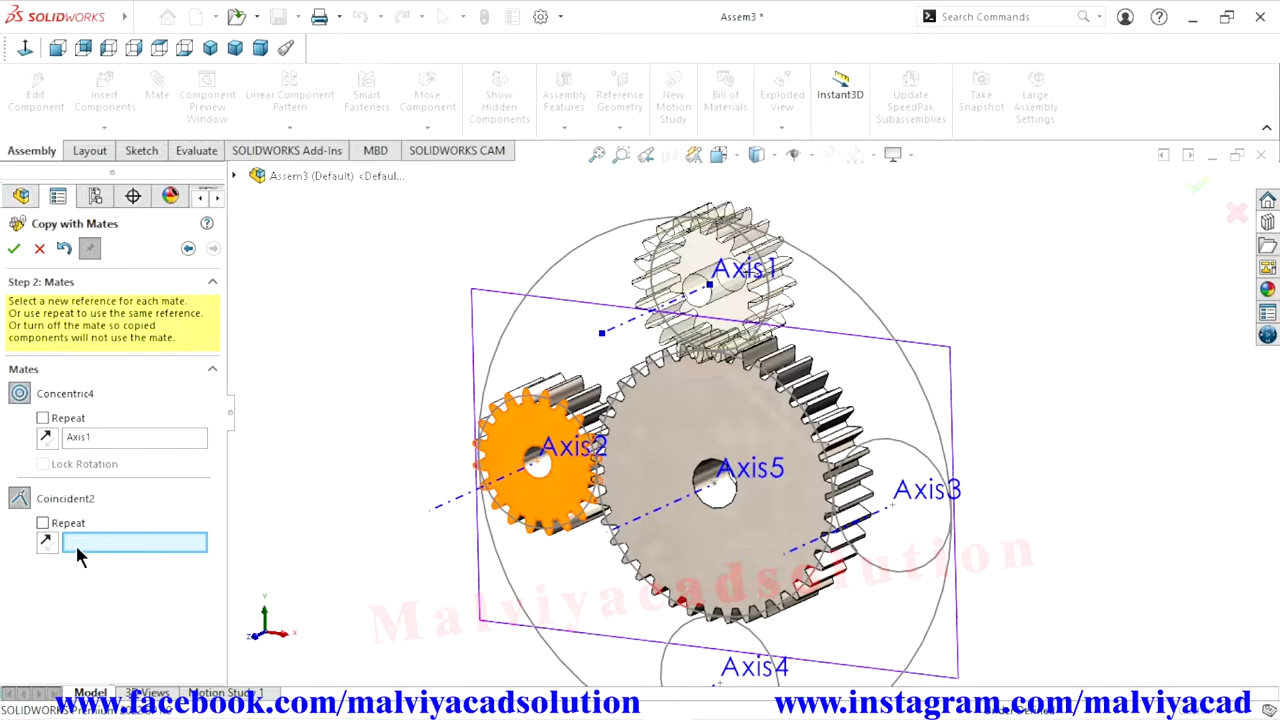 SOLIDWORKS
Assem3 *
Search Commands
Edit Component
Insert Components
Mate
Component Preview Window
Linear Component Pattern
Smart Fasteners
Move Component
Show Hidden Components
Assembly Features
Reference Geometry
New Motion Study
Bill of Materials
Exploded View
Instant3D
Update SpeedPak Subassemblies
Take Snapshot
Large Assembly Settings
Assembly
Layout
Sketch
Evaluate
SOLIDWORKS Add-Ins
MBD
SOLIDWORKS CAM
Assem3 (Default) <Defaul...
Copy with Mates
Step 2: Mates
Select a new reference for each mate.
Or use repeat to use the same reference.
Or turn off the mate so copied
components will not use the mate.
Mates
Concentric4
Repeat
Axis1
Lock Rotation
Coincident2
Repeat
Axis1
Axis2
Axis5
Axis3
Axis4
Malviyacadsolution
Y
X
Z
Model
3D Views
Motion Study 1
www.facebook.com/malviyacadsolution
www.instagram.com/malviyacad